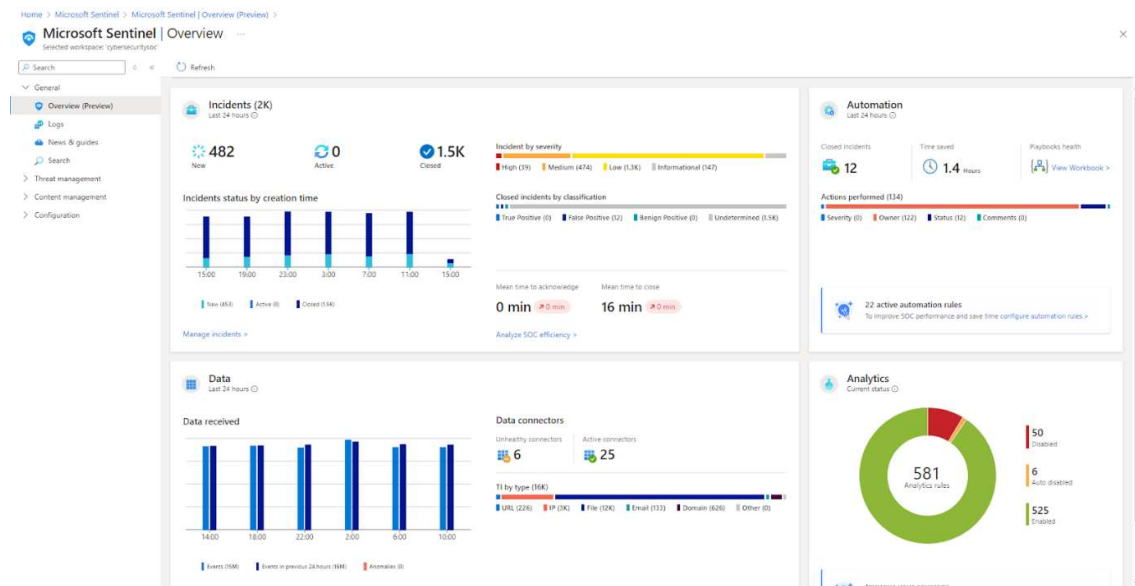 Home > Microsoft Sentinel > Microsoft Sentinel | Overview (Preview) >
Microsoft Sentinel | Overview ...
Selected workspace: 'cybersecuritysoc'
Search
Refresh
General
Overview (Preview)
Logs
News & guides
Search
Threat management
Content management
Configuration
Incidents (2K)
Last 24 hours
482
New
0
Active
1.5K
Closed
Incident by severity
High (39) Medium (474) Low (1.3K) Informational (147)
Incidents status by creation time
15:00 19:00 23:00 3:00 7:00 11:00 15:00
New (483) Active (0) Closed (1.5K)
Manage incidents >
Closed incidents by classification
True Positive (0) False Positive (12) Benign Positive (0) Undetermined (1.5K)
Mean time to acknowledge Mean time to close
0 min 0 min 16 min 0 min
Analyze SOC efficiency >
Automation
Last 24 hours
Closed incidents Time saved Playbooks health
12 1.4 Hours View Workbook >
Actions performed (134)
Severity (0) Owner (122) Status (12) Comments (0)
22 active automation rules
To improve SOC performance and save time configure automation rules >
Data
Last 24 hours
Data received
14:00 18:00 22:00 2:00 6:00 10:00
Events (16M) Events in previous 24 hours (16M) Anomalies (0)
Data connectors
Unhealthy connectors Active connectors
6 25
TI by type (16K)
URL (226) IP (3K) File (12K) Email (133) Domain (626) Other (0)
Analytics
Current status
581
Analytics rules
50
Disabled
6
Auto disabled
525
Enabled